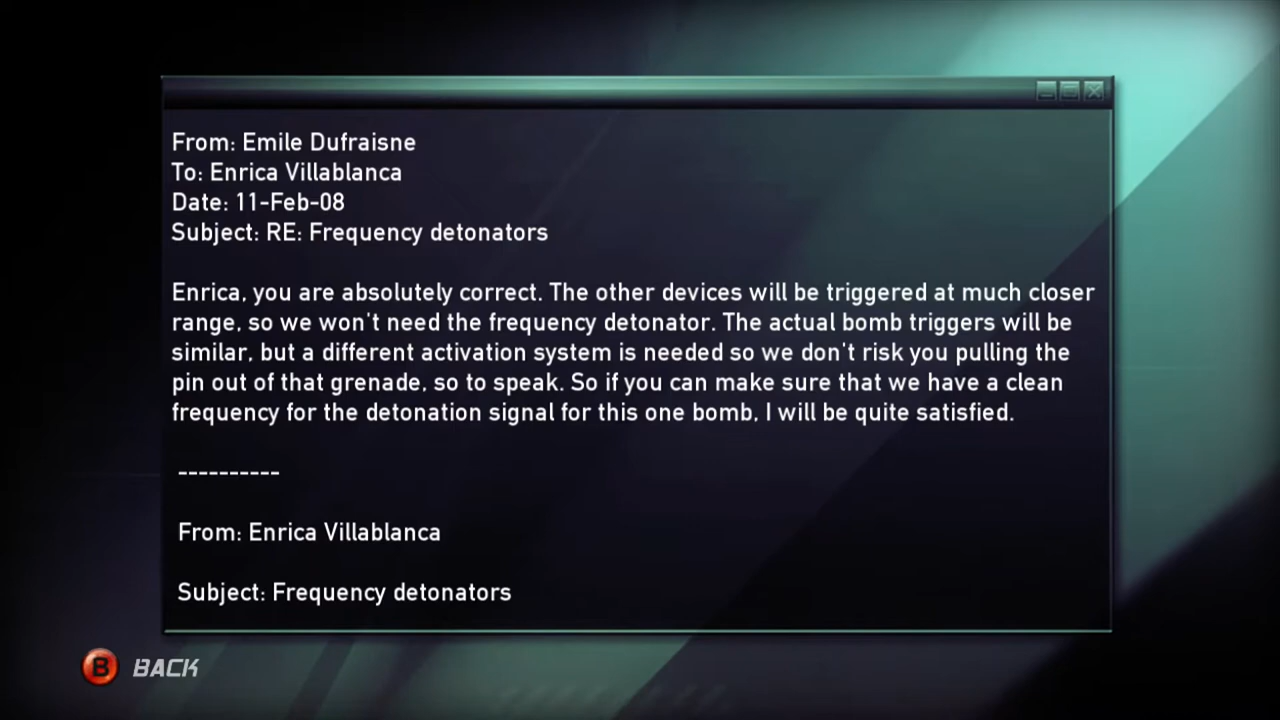 From: Emile Dufraisne
To: Enrica Villablanca
Date: 11-Feb-08
Subject: RE: Frequency detonators
Enrica, you are absolutely correct. The other devices will be triggered at much closer
range, so we won't need the frequency detonator. The actual bomb triggers will be
similar, but a different activation system is needed so we don't risk you pulling the
pin out of that grenade, so to speak. So if you can make sure that we have a clean
frequency for the detonation signal for this one bomb, I will be quite satisfied.
----------
From: Enrica Villablanca
Subject: Frequency detonators
B BACK